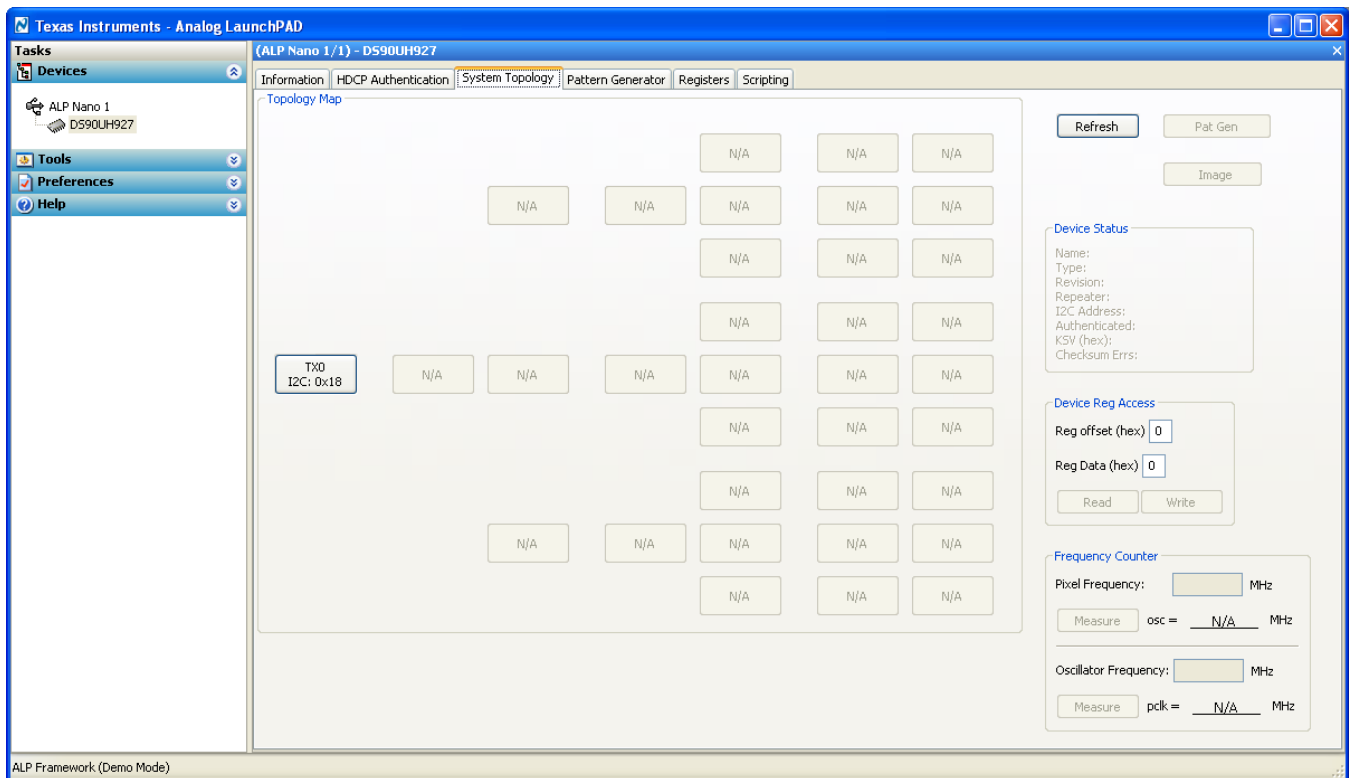 Texas Instruments - Analog LaunchPAD
Tasks
(ALP Nano 1/1) - DS90UH927
Devices
ALP Nano 1
DS90UH927
Tools
Preferences
Help
Information HDCP Authentication System Topology Pattern Generator Registers Scripting
Topology Map
N/A N/A N/A
N/A N/A N/A N/A N/A
N/A N/A N/A
N/A N/A N/A
TX0
I2C: 0x18
N/A N/A N/A N/A N/A N/A
N/A N/A N/A
N/A N/A N/A
N/A N/A N/A N/A N/A
N/A N/A N/A
Refresh Pat Gen
Image
Device Status
Name:
Type:
Revision:
Repeater:
I2C Address:
Authenticated:
KSV (hex):
Checksum Errs:
Device Reg Access
Reg offset (hex) 0
Reg Data (hex) 0
Read Write
Frequency Counter
Pixel Frequency: MHz
Measure osc = N/A MHz
Oscillator Frequency: MHz
Measure pclk = N/A MHz
ALP Framework (Demo Mode)